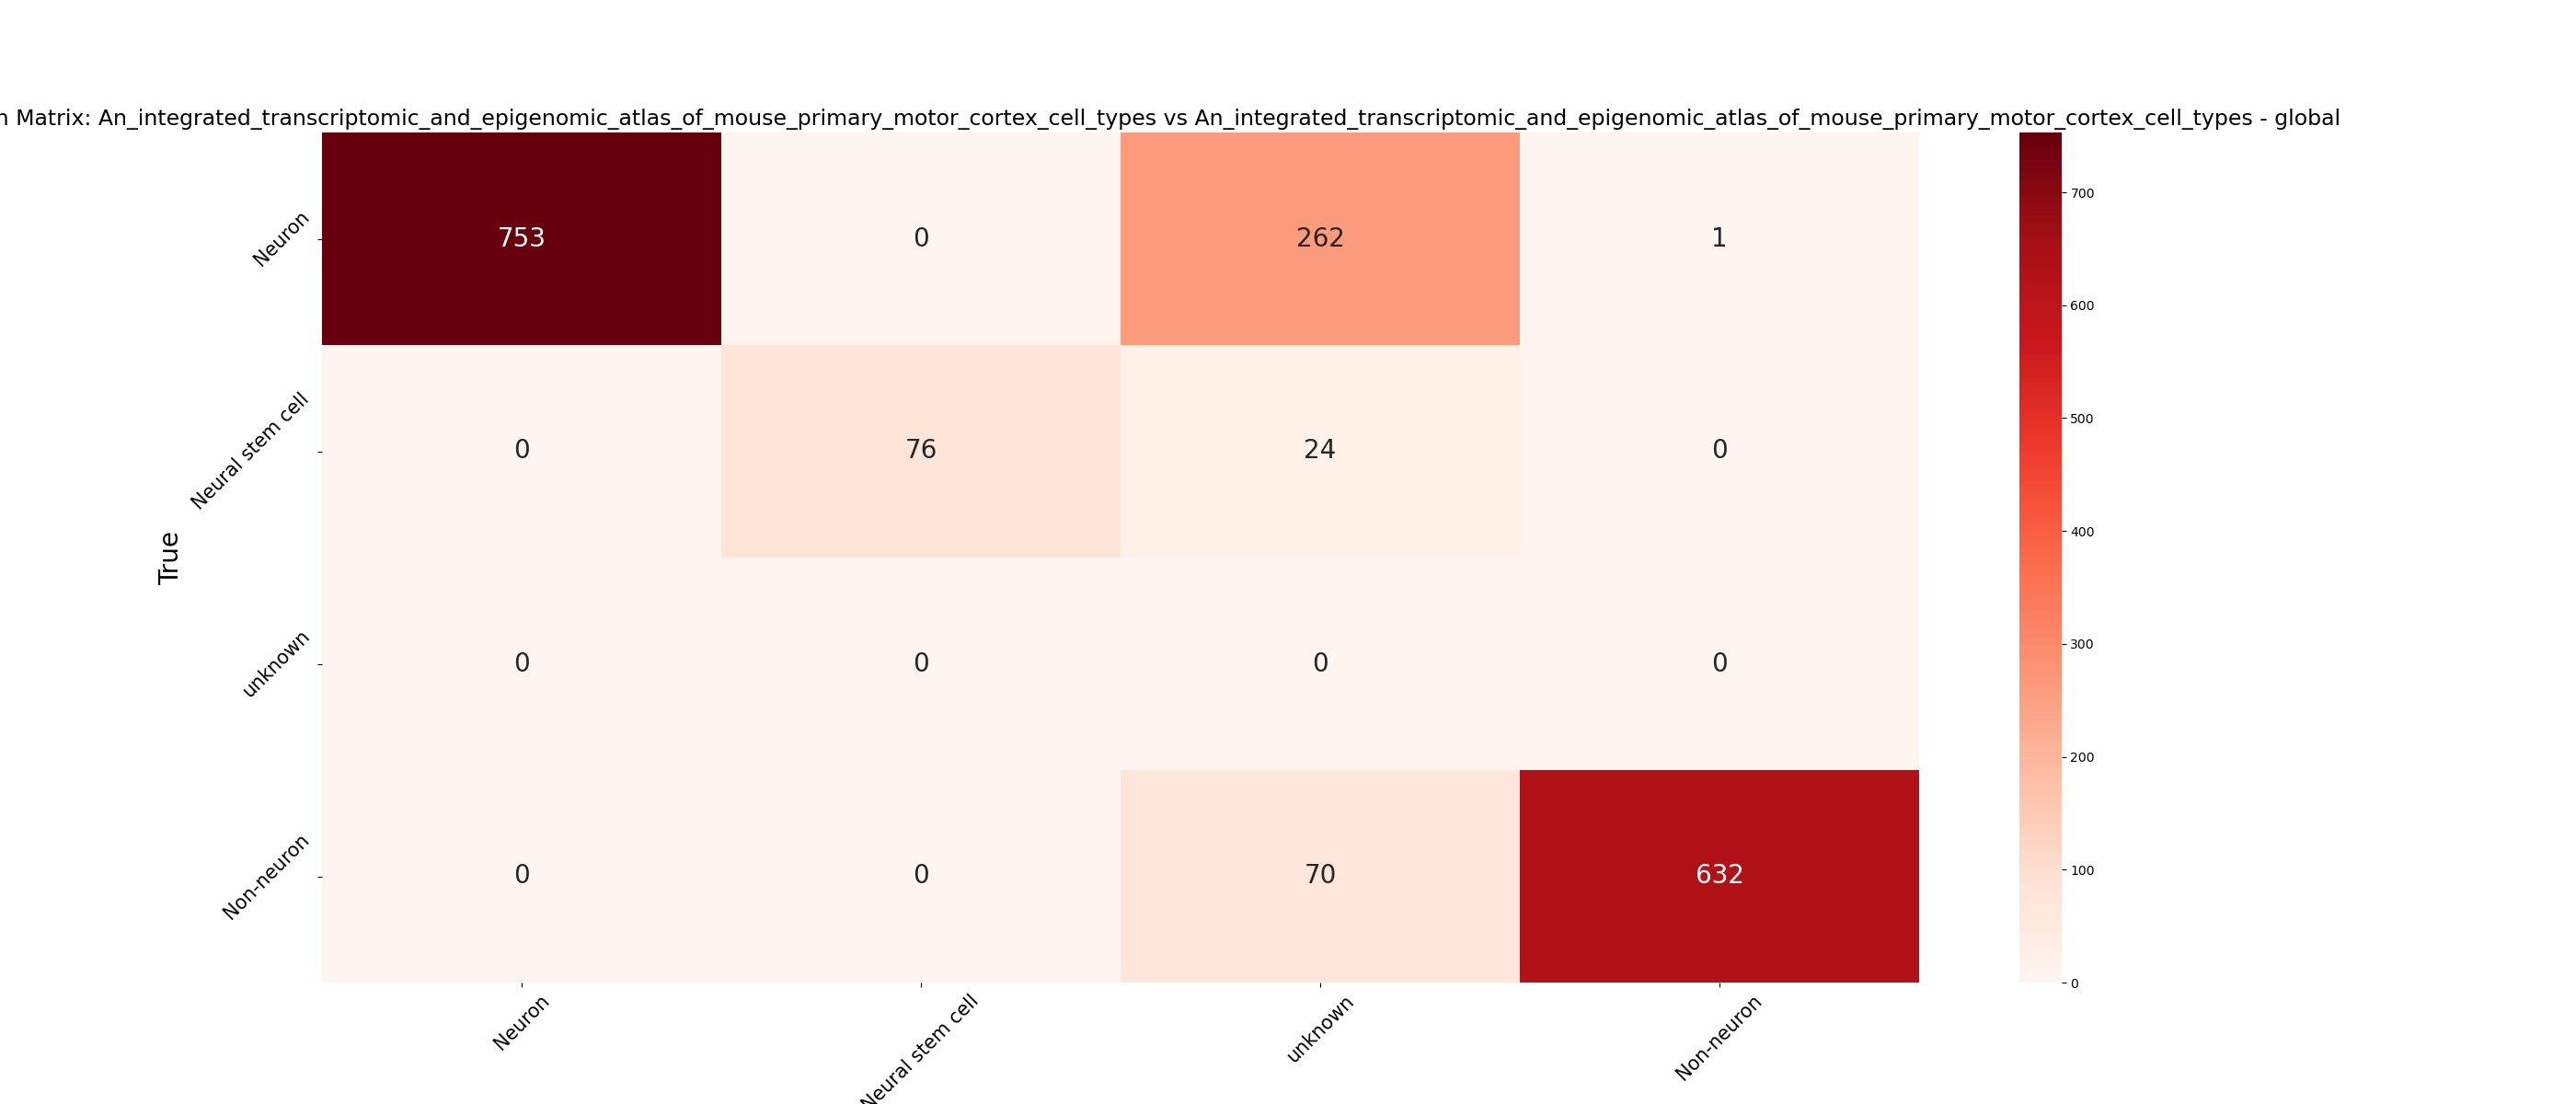 n Matrix: An_integrated_transcriptomic_and_epigenomic_atlas_of_mouse_primary_motor_cortex_cell_types vs An_integrated_transcriptomic_and_epigenomic_atlas_of_mouse_primary_motor_cortex_cell_types - global
Neuron
753
0
262
1
Neural stem cell
0
76
24
0
unknown
0
0
0
0
Non-neuron
0
0
70
632
True
Neuron
Neural stem cell
unknown
Non-neuron
700
600
500
400
300
200
100
0